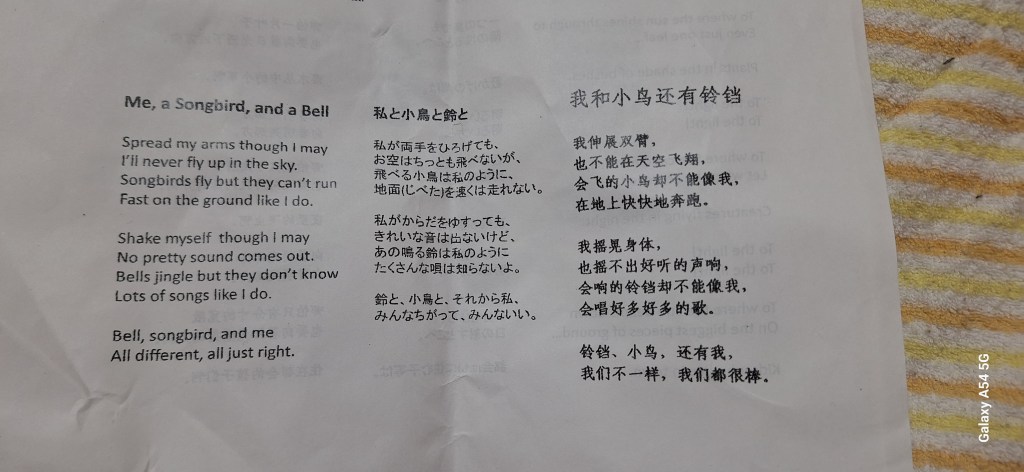 Me, a Songbird, and a Bell
Spread my arms though I may
I'll never fly up in the sky.
Songbirds fly but they can't run
Fast on the ground like I do.
Shake myself though I may
No pretty sound comes out.
Bells jingle but they don't know
Lots of songs like I do.
Bell, songbird, and me
All different, all just right.
私と小鳥と鈴と
私が両手をひろげても、
お空はちっとも飛べないが、
飛べる小鳥は私のように、
地面(じべた)を速くは走れない。
私がからだをゆすっても、
きれいな音は出ないけど、
あの鳴る鈴は私のように
たくさんな唄は知らないよ。
鈴と、小鳥と、それから私、
みんなちがって、みんないい。
我和小鸟还有铃铛
我伸展双臂，
也不能在天空飞翔，
会飞的小鸟却不能像我，
在地上快快地奔跑。
我摇晃身体，
也摇不出好听的声响，
会响的铃铛却不能像我，
会唱好多好多的歌。
铃铛、小鸟，还有我，
我们不一样，我们都很棒。
Galaxy A54 5G